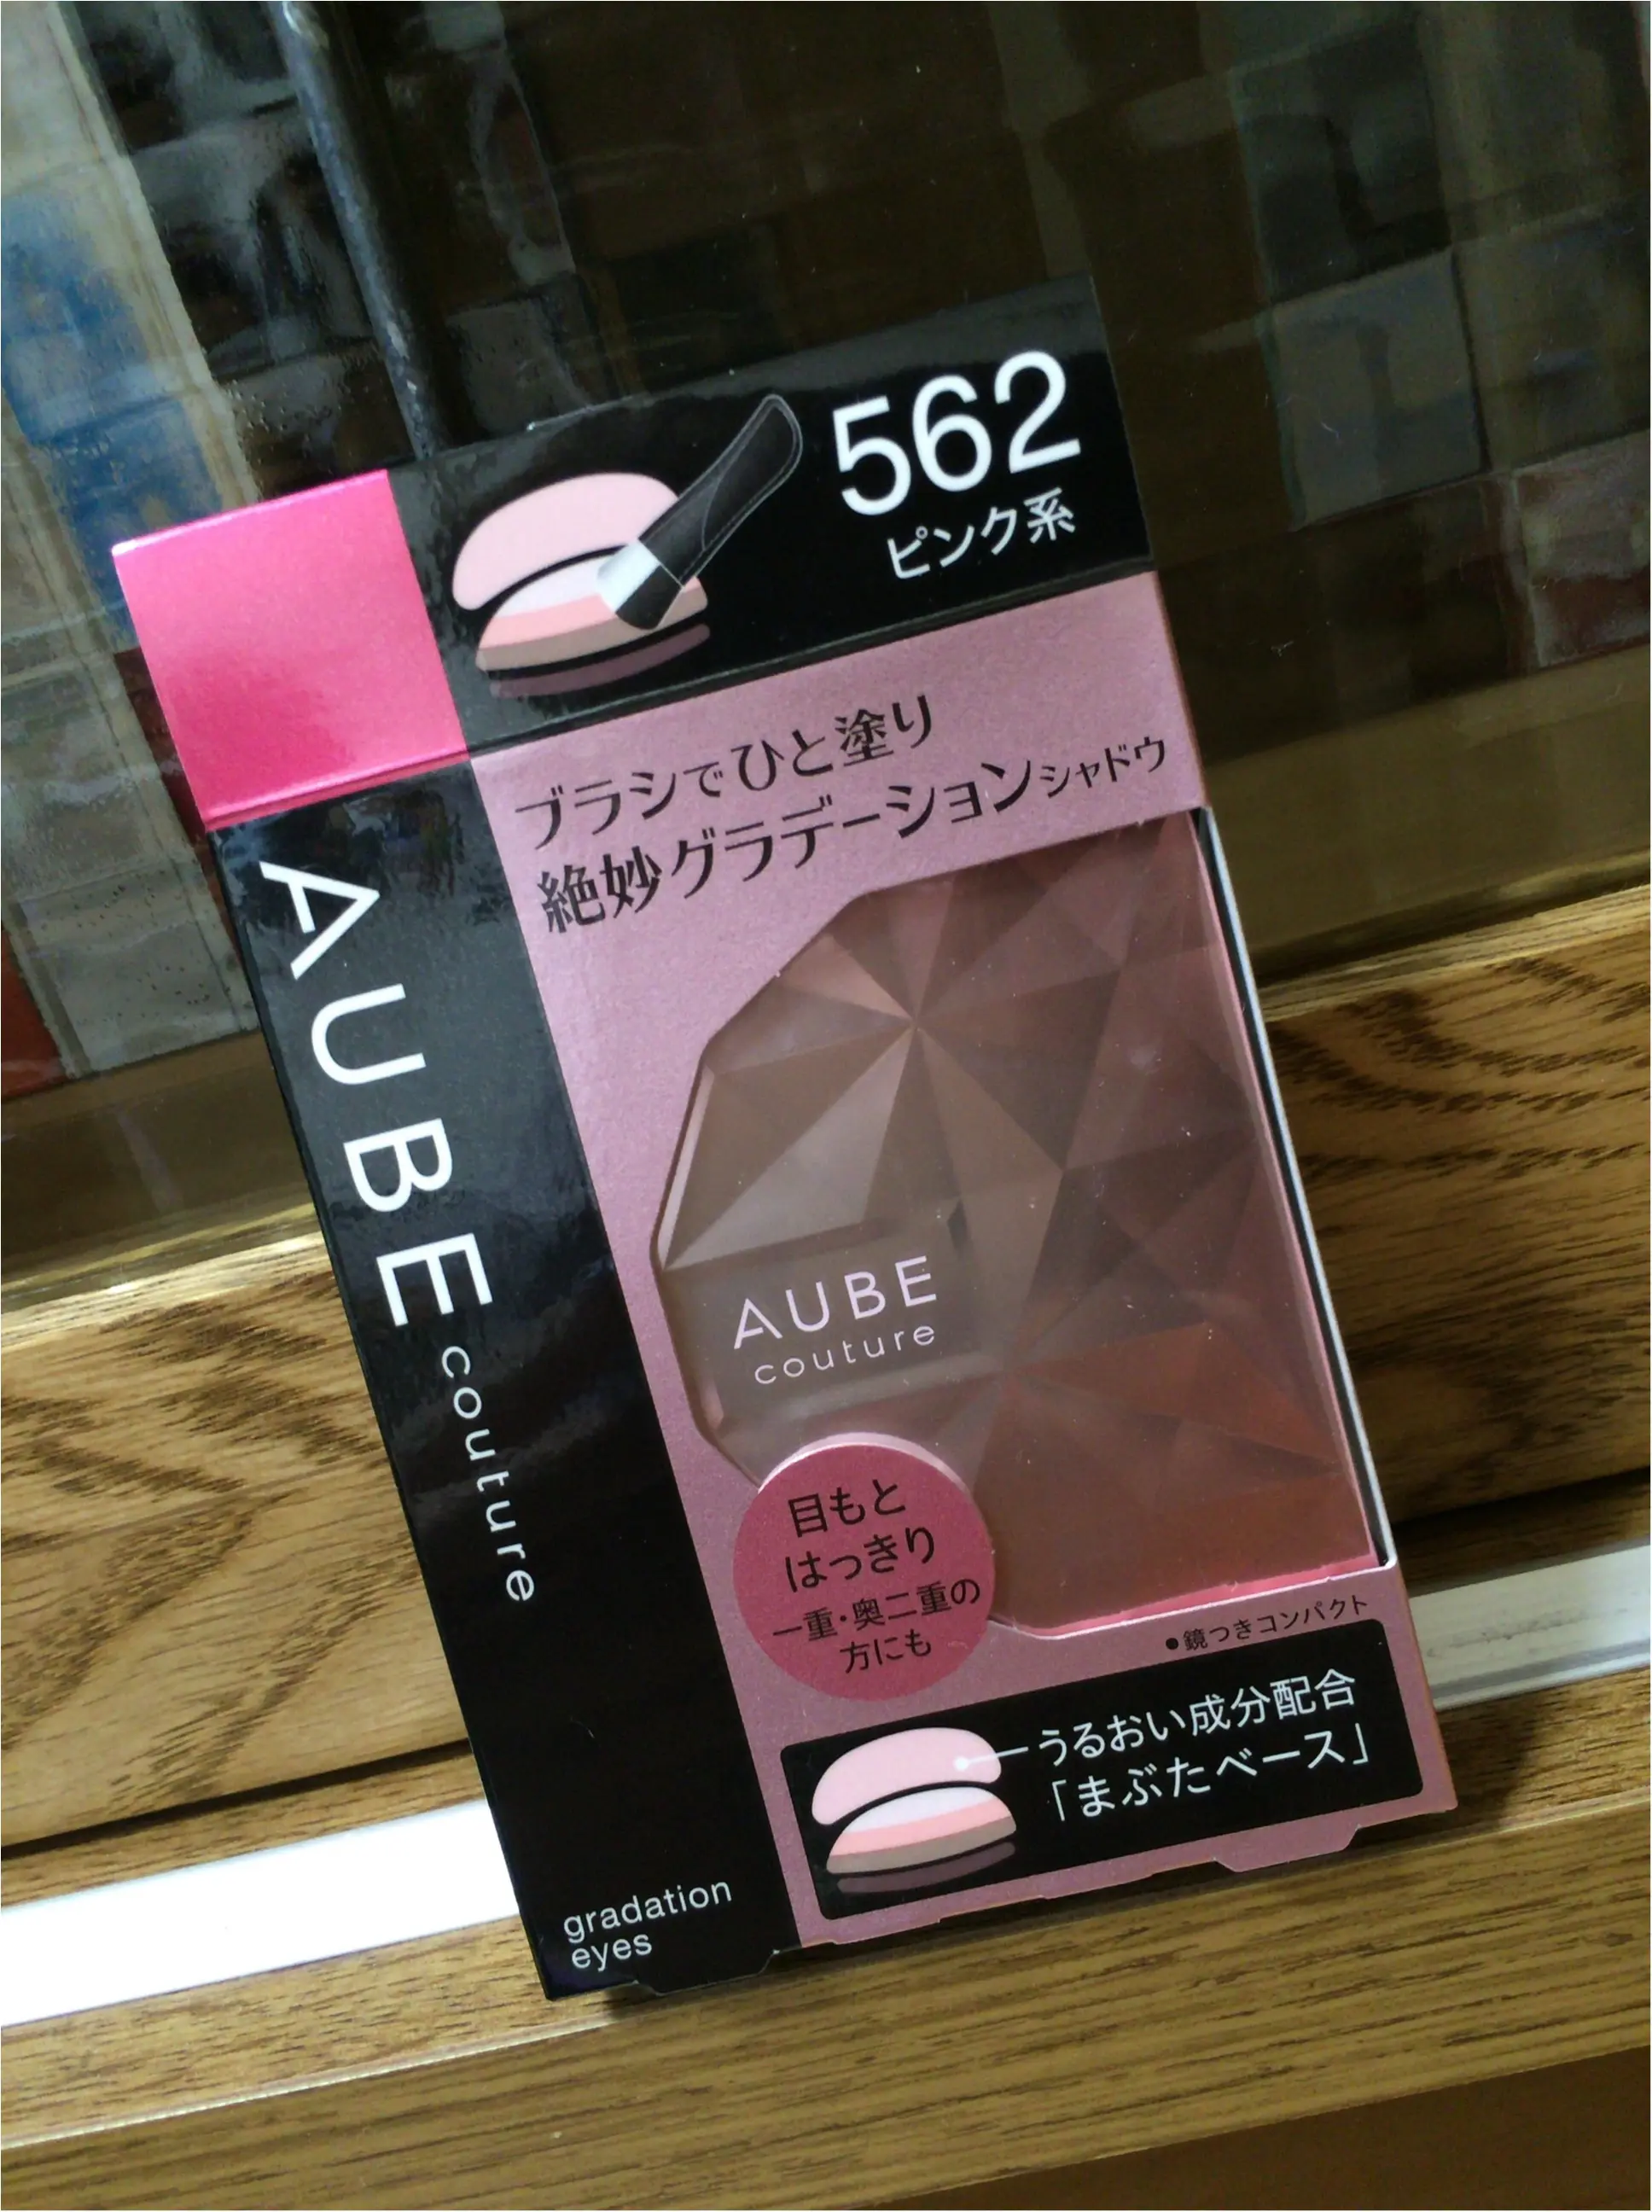 562
ピンク系
ブラシでひと塗り
絶妙グラデーションシャドウ
AUBE couture
AUBE
couture
目もと
はっきり
一重・奥二重の
方にも
●鏡つきコンパクト
うるおい成分配合
「まぶたベース」
gradation
eyes